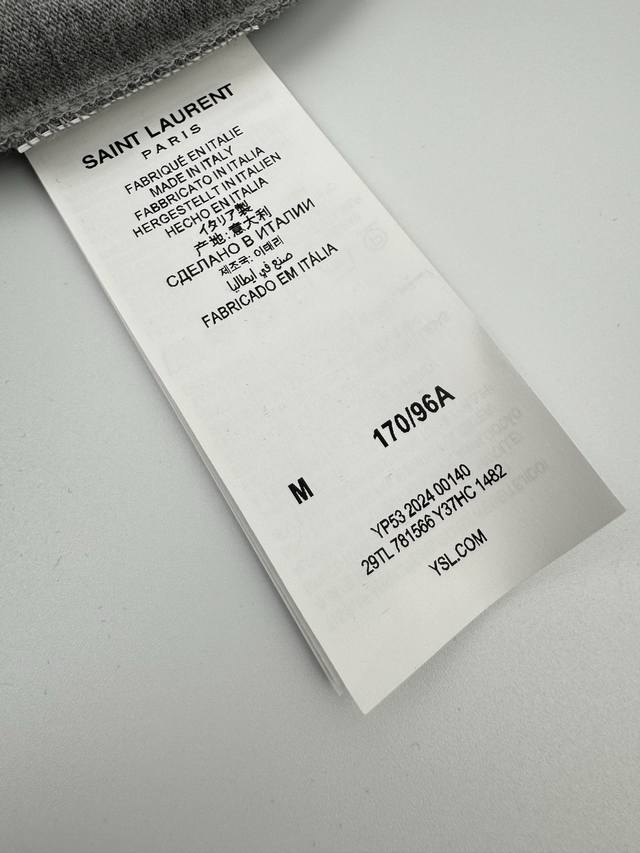 SAINT LAURENT
PARIS
FABRIQUÉ EN ITALIE
MADE IN ITALY
FABBRICATO IN ITALIA
HERGESTELLT IN ITALIEN
HECHO EN ITALIA
イタリア製
产地:意大利
СДЕЛАНО В ИТАЛИИ
제조국: 이태리
صنع في ايطاليا
FABRICADO EM ITÁLIA
M 170/96A
YP53 2024 00140
29TL 781566 Y37HC 1482
YSL.COM